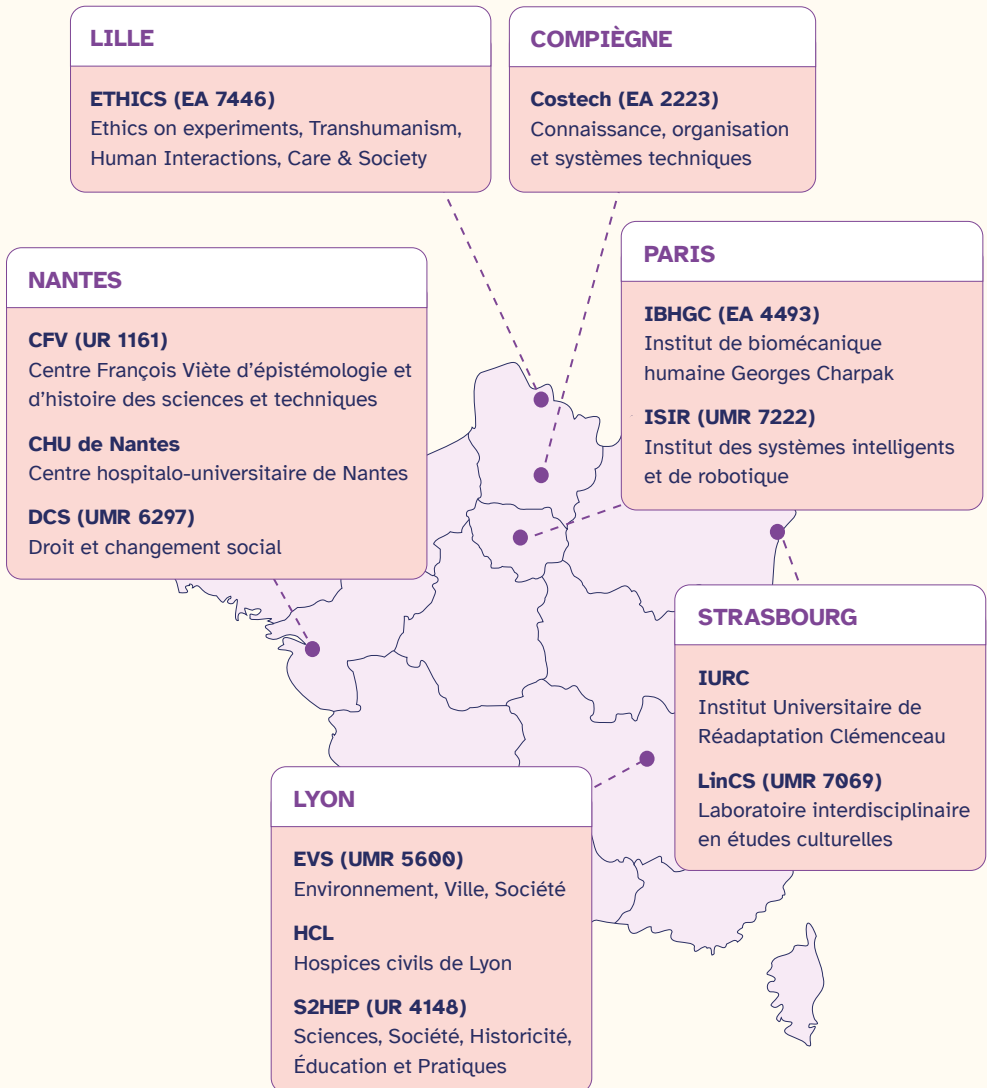 LILLE
ETHICS (EA 7446)
Ethics on experiments, Transhumanism,
Human Interactions, Care & Society
COMPIÈGNE
Costech (EA 2223)
Connaissance, organisation
et systèmes techniques
NANTES
CFV (UR 1161)
Centre François Viète d’épistémologie et
d’histoire des sciences et techniques
CHU de Nantes
Centre hospitalo-universitaire de Nantes
DCS (UMR 6297)
Droit et changement social
PARIS
IBHGC (EA 4493)
Institut de biomécanique
humaine Georges Charpak
ISIR (UMR 7222)
Institut des systèmes intelligents
et de robotique
STRASBOURG
IURC
Institut Universitaire de
Réadaptation Clémenceau
LinCS (UMR 7069)
Laboratoire interdisciplinaire
en études culturelles
LYON
EVS (UMR 5600)
Environnement, Ville, Société
HCL
Hospices civils de Lyon
S2HEP (UR 4148)
Sciences, Société, Historicité,
Éducation et Pratiques